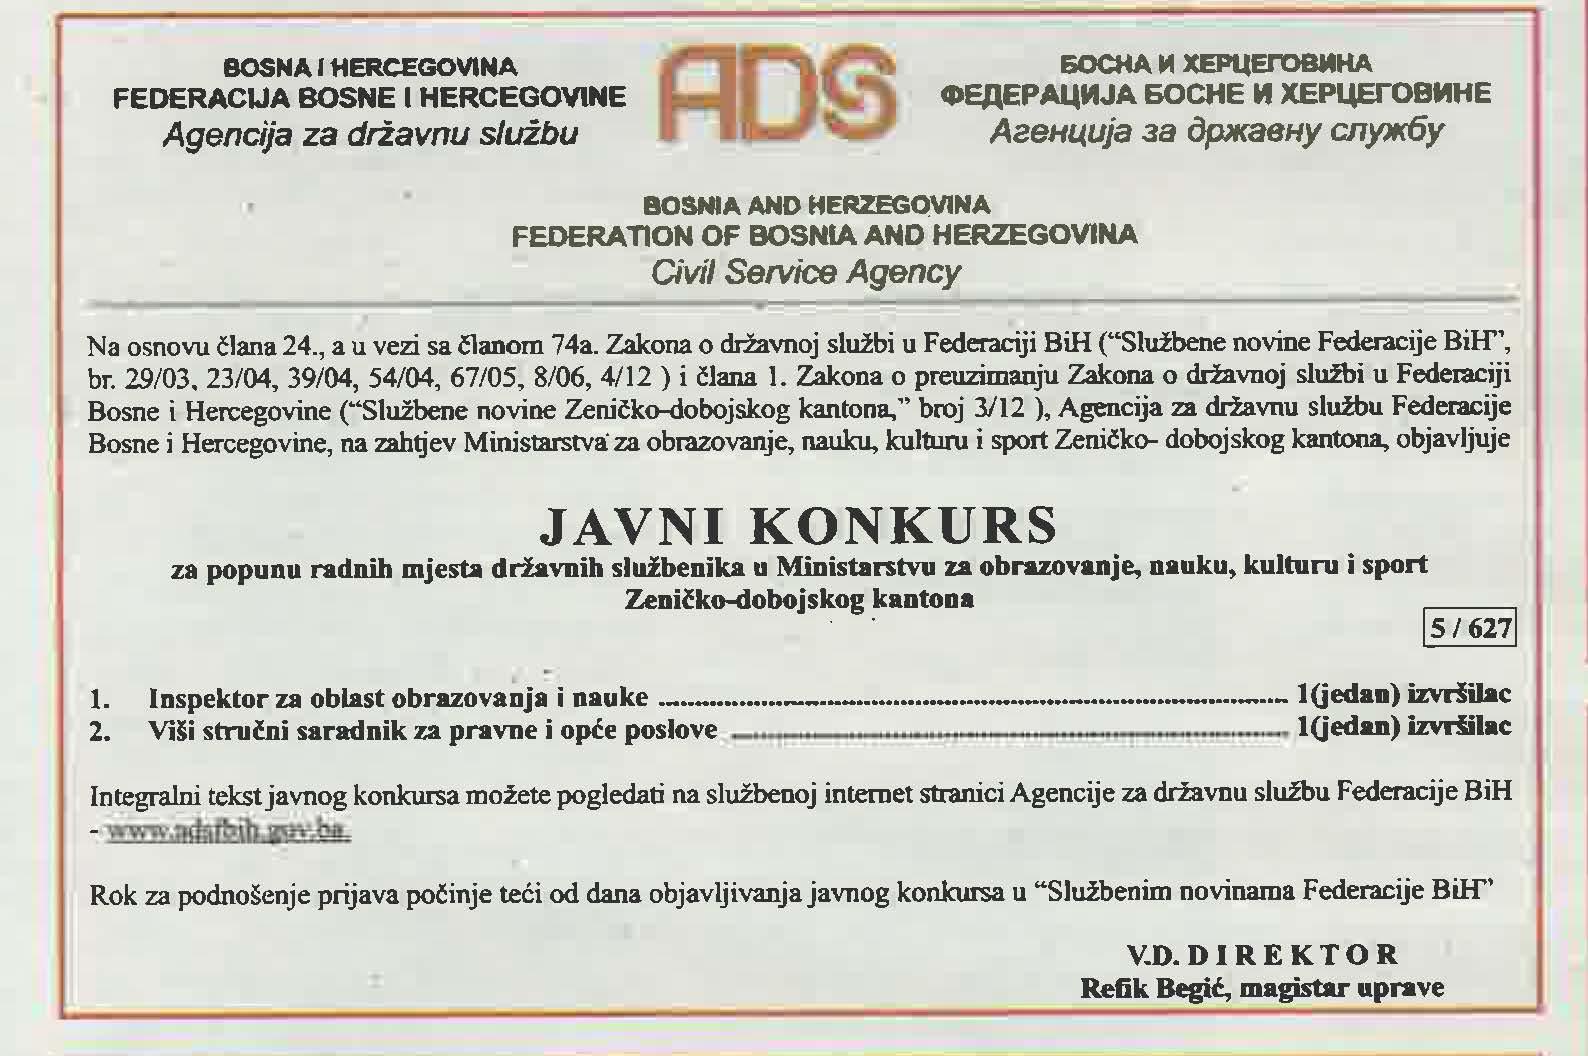 BOSNA I HERCEGOVINA
FEDERACIJA BOSNE I HERCEGOVINE
Agencija za državnu službu
ADS
БОСНА И ХЕРЦЕГОВИНА
ФЕДЕРАЦИЈА БОСНЕ И ХЕРЦЕГОВИНЕ
Агенција за државну службу
BOSNIA AND HERZEGOVINA
FEDERATION OF BOSNIA AND HERZEGOVINA
Civil Service Agency
Na osnovu člana 24., a u vezi sa članom 74a. Zakona o državnoj službi u Federaciji BiH (“Službene novine Federacije BiH”,
br. 29/03, 23/04, 39/04, 54/04, 67/05, 8/06, 4/12 ) i člana 1. Zakona o preuzimanju Zakona o državnoj službi u Federaciji
Bosne i Hercegovine (“Službene novine Zeničko-dobojskog kantona,” broj 3/12 ), Agencija za državnu službu Federacije
Bosne i Hercegovine, na zahtjev Ministarstva za obrazovanje, nauku, kulturu i sport Zeničko- dobojskog kantona, objavljuje
JAVNI KONKURS
za popunu radnih mjesta državnih službenika u Ministarstvu za obrazovanje, nauku, kulturu i sport
Zeničko-dobojskog kantona
5 / 627
1. Inspektor za oblast obrazovanja i nauke ........ 1(jedan) izvršilac
2. Viši stručni saradnik za pravne i opće poslove ........ 1(jedan) izvršilac
Integralni tekst javnog konkursa možete pogledati na službenoj internet stranici Agencije za državnu službu Federacije BiH
- www.adsfbih.gov.ba.
Rok za podnošenje prijava počinje teći od dana objavljivanja javnog konkursa u “Službenim novinama Federacije BiH”
V.D. DIREKTOR
Refik Begić, magistar uprave